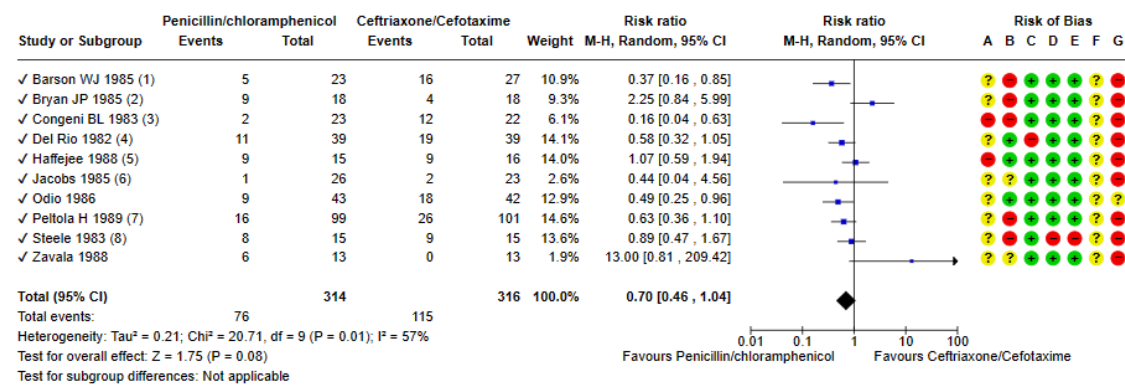 Penicillin/chloramphenicol Ceftriaxone/Cefotaxime Risk ratio Risk ratio Risk of Bias
Study or Subgroup Events Total Events Total Weight M-H, Random, 95% CI M-H, Random, 95% CI A B C D E F G
✓ Barson WJ 1985 (1) 5 23 16 27 10.9% 0.37 [0.16 , 0.85] ? − + + + ? −
✓ Bryan JP 1985 (2) 9 18 4 18 9.3% 2.25 [0.84 , 5.99] ? − + + + ? −
✓ Congeni BL 1983 (3) 2 23 12 22 6.1% 0.16 [0.04 , 0.63] − − + + + ? −
✓ Del Rio 1982 (4) 11 39 19 39 14.1% 0.58 [0.32 , 1.05] ? + − + + ? −
✓ Haffejee 1988 (5) 9 15 9 16 14.0% 1.07 [0.59 , 1.94] − + + + + ? −
✓ Jacobs 1985 (6) 1 26 2 23 2.6% 0.44 [0.04 , 4.56] ? ? + + + ? −
✓ Odio 1986 9 43 18 42 12.9% 0.49 [0.25 , 0.96] ? + + + + ? ?
✓ Peltola H 1989 (7) 16 99 26 101 14.6% 0.63 [0.36 , 1.10] ? − + + + ? −
✓ Steele 1983 (8) 8 15 9 15 13.6% 0.89 [0.47 , 1.67] ? − + − − ? −
✓ Zavala 1988 6 13 0 13 1.9% 13.00 [0.81 , 209.42] ? ? + + + ? −
Total (95% CI) 314 316 100.0% 0.70 [0.46 , 1.04]
Total events: 76 115
Heterogeneity: Tau² = 0.21; Chi² = 20.71, df = 9 (P = 0.01); I² = 57%
Test for overall effect: Z = 1.75 (P = 0.08)
Test for subgroup differences: Not applicable
0.01 0.1 1 10 100
Favours Penicillin/chloramphenicol Favours Ceftriaxone/Cefotaxime